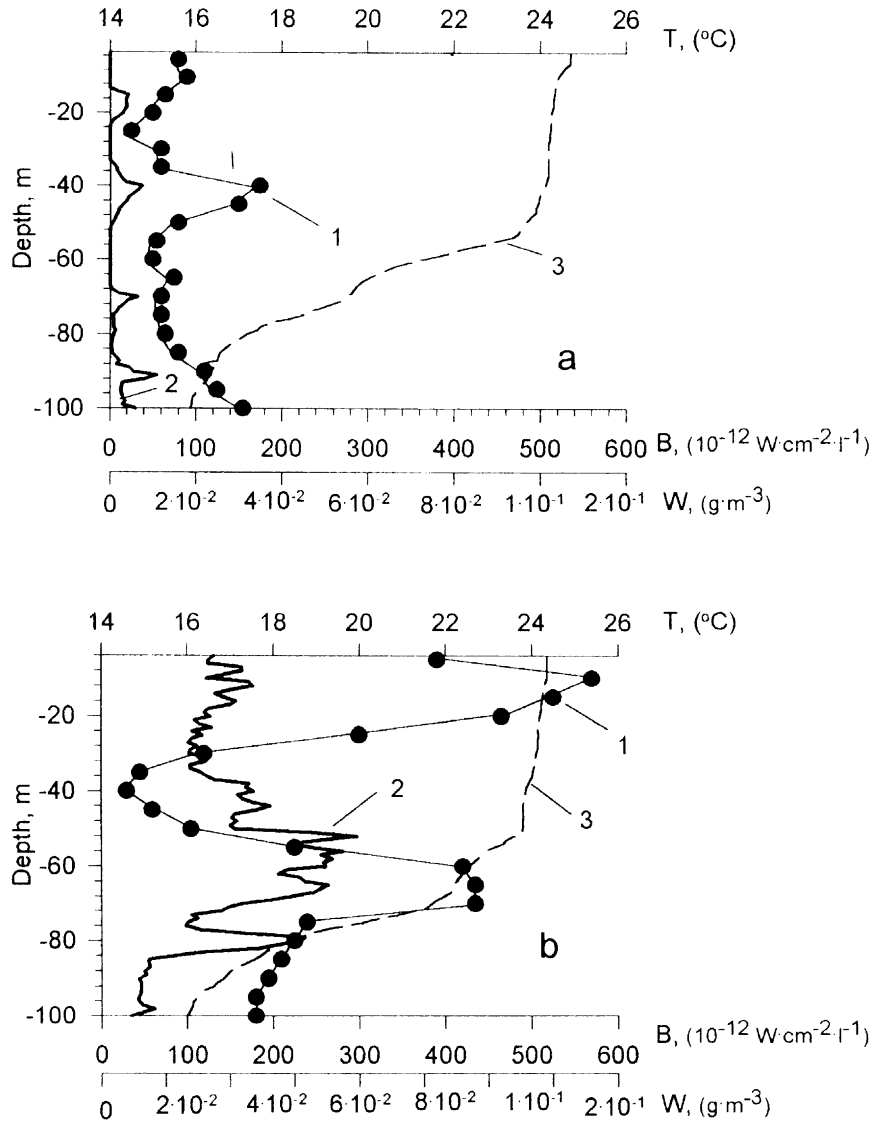 14 16 18 20 22 24 26
T, (°C)
-20
-40
-60
-80
-100
Depth, m
1
3
2
a
0 100 200 300 400 500 600 B, (10⁻¹² W·cm⁻²·l⁻¹)
0 2·10⁻² 4·10⁻² 6·10⁻² 8·10⁻² 1·10⁻¹ 2·10⁻¹ W, (g·m⁻³)
14 16 18 20 22 24 26 T, (°C)
-20
-40
-60
-80
-100
Depth, m
1
2
3
b
0 100 200 300 400 500 600 B, (10⁻¹² W·cm⁻²·l⁻¹)
0 2·10⁻² 4·10⁻² 6·10⁻² 8·10⁻² 1·10⁻¹ 2·10⁻¹ W, (g·m⁻³)